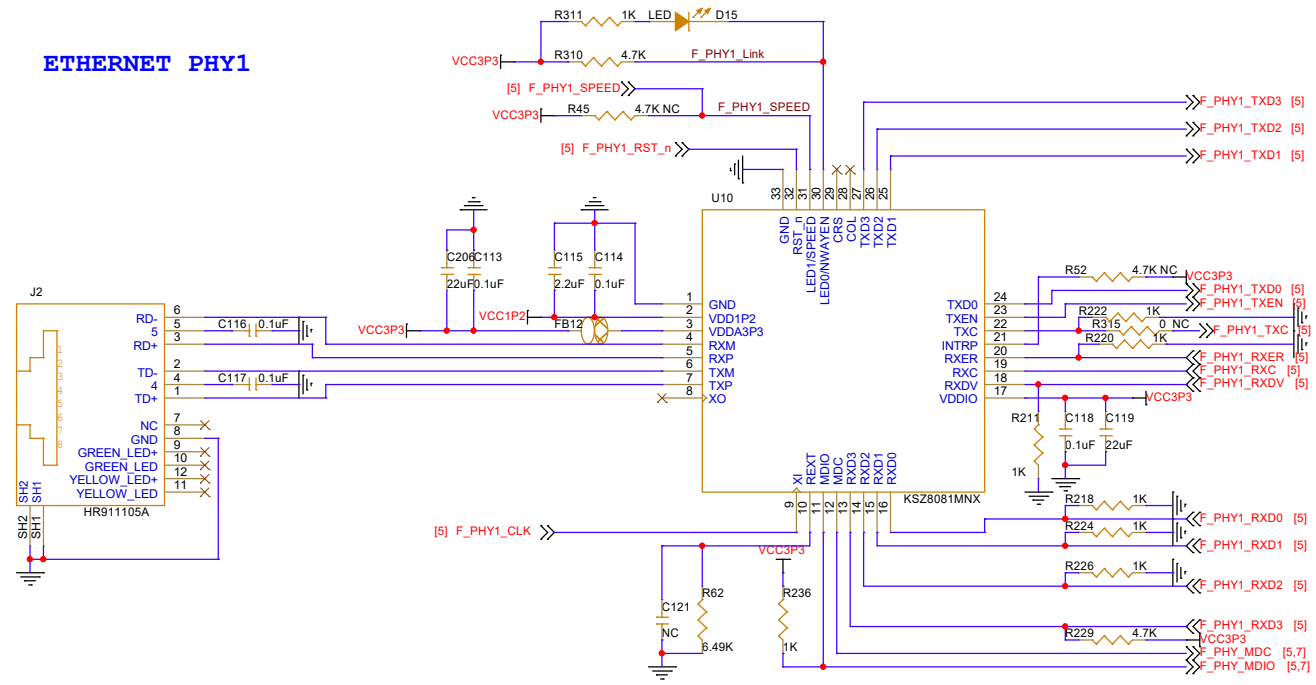 R311 1K LED D15
ETHERNET PHY1
VCC3P3 R310 4.7K F_PHY1_Link
[5] F_PHY1_SPEED
VCC3P3 R45 4.7K NC F_PHY1_SPEED
F_PHY1_TXD3 [5]
F_PHY1_TXD2 [5]
[5] F_PHY1_RST_n
F_PHY1_TXD1 [5]
U10
33 32 31 30 29 28 27 26 25
GND
RST_n
LED1/SPEED
LED0/NWAYEN
CRS
COL
TXD3
TXD2
TXD1
C206 C113 C115 C114
22uF 0.1uF 2.2uF 0.1uF
VCC3P3 VCC1P2 FB12
J2
RD- 6
5 5
RD+ 3
TD- 2
4 4
TD+ 1
NC 7
GND 8
GREEN_LED+ 9
GREEN_LED 10
YELLOW_LED+ 12
YELLOW_LED 11
1
2
3
4
5
6
7
8
SH2 SH1
SH2 SH1
HR911105A
C116 0.1uF
C117 0.1uF
1 GND
2 VDD1P2
3 VDDA3P3
4 RXM
5 RXP
6 TXM
7 TXP
8 XO
TXD0 24
TXEN 23
TXC 22
INTRP 21
RXER 20
RXC 19
RXDV 18
VDDIO 17
R52 4.7K NC VCC3P3
F_PHY1_TXD0 [5]
F_PHY1_TXEN [5]
R222 1K
R315 0 NC F_PHY1_TXC [5]
R220 1K
F_PHY1_RXER [5]
F_PHY1_RXC [5]
F_PHY1_RXDV [5]
VCC3P3
R211 C118 C119
0.1uF 22uF
1K
XI
REXT
MDIO
MDC
RXD3
RXD2
RXD1
RXD0
9 10 11 12 13 14 15 16
KSZ8081MNX
R218 1K
[5] F_PHY1_CLK
F_PHY1_RXD0 [5]
R224 1K
F_PHY1_RXD1 [5]
VCC3P3
R226 1K
F_PHY1_RXD2 [5]
C121 R62 R236
NC 6.49K 1K
F_PHY1_RXD3 [5]
R229 4.7K VCC3P3
F_PHY_MDC [5,7]
F_PHY_MDIO [5,7]